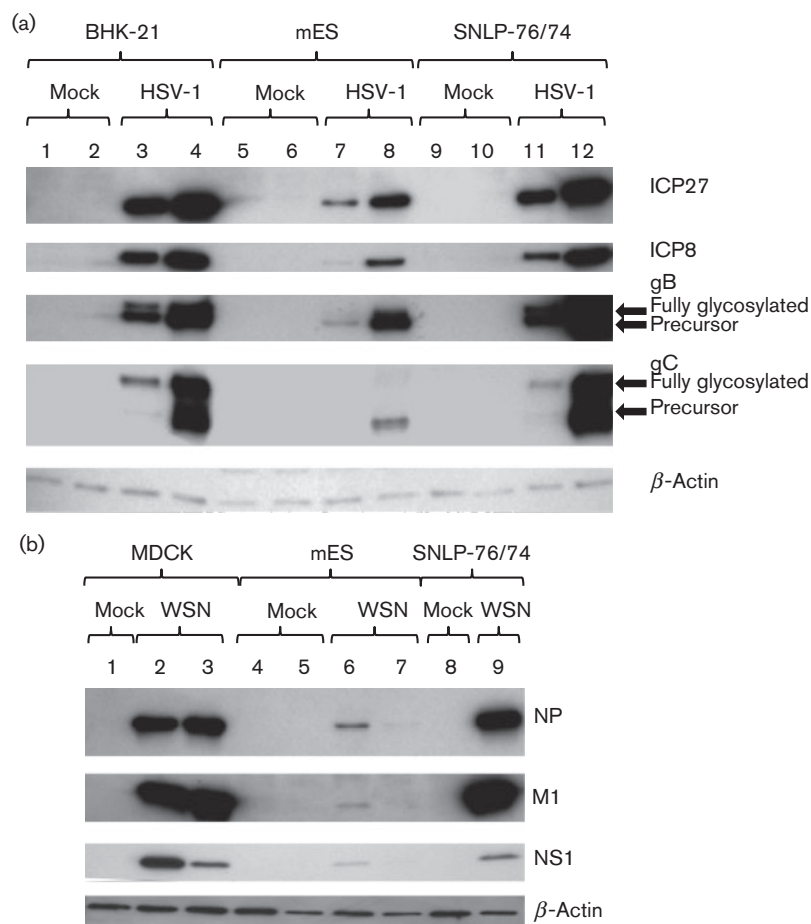 (a)
BHK-21 mES SNLP-76/74
Mock HSV-1 Mock HSV-1 Mock HSV-1
1 2 3 4 5 6 7 8 9 10 11 12
ICP27
ICP8
gB
Fully glycosylated
Precursor
gC
Fully glycosylated
Precursor
β-Actin
(b)
MDCK mES SNLP-76/74
Mock WSN Mock WSN Mock WSN
1 2 3 4 5 6 7 8 9
NP
M1
NS1
β-Actin